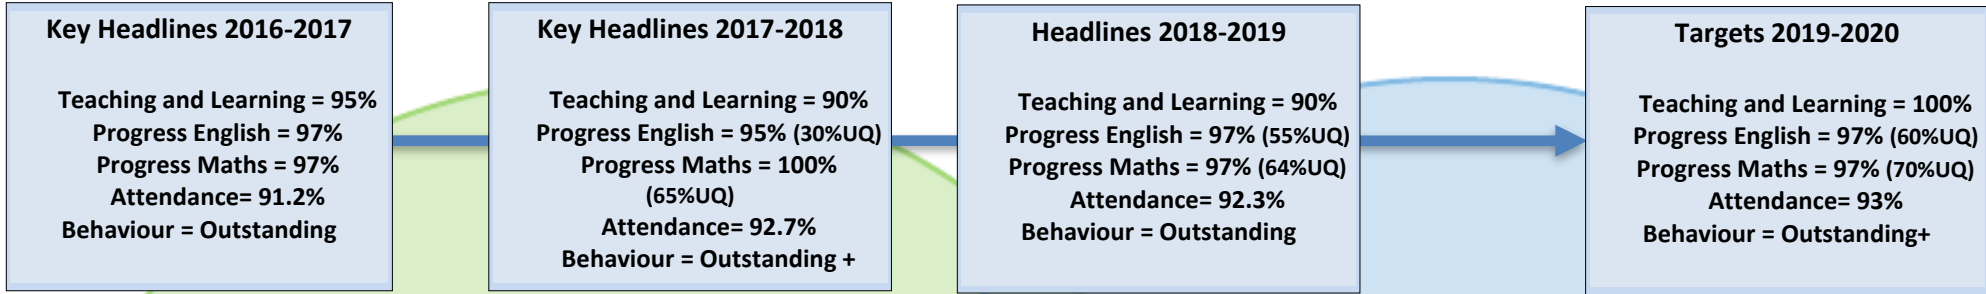 Key Headlines 2016-2017
Teaching and Learning = 95%
Progress English = 97%
Progress Maths = 97%
Attendance= 91.2%
Behaviour = Outstanding
Key Headlines 2017-2018
Teaching and Learning = 90%
Progress English = 95% (30%UQ)
Progress Maths = 100%
(65%UQ)
Attendance= 92.7%
Behaviour = Outstanding +
Headlines 2018-2019
Teaching and Learning = 90%
Progress English = 97% (55%UQ)
Progress Maths = 97% (64%UQ)
Attendance= 92.3%
Behaviour = Outstanding
Targets 2019-2020
Teaching and Learning = 100%
Progress English = 97% (60%UQ)
Progress Maths = 97% (70%UQ)
Attendance= 93%
Behaviour = Outstanding+